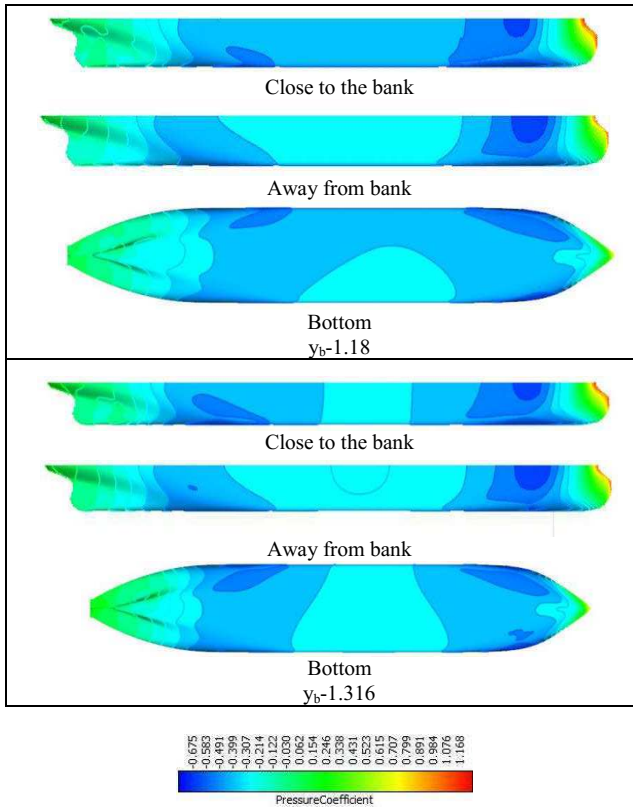 Close to the bank
Away from bank
Bottom
y_b-1.18
Close to the bank
Away from bank
Bottom
y_b-1.316
-0.675 -0.583 -0.491 -0.399 -0.307 -0.214 -0.122 -0.030 0.062 0.154 0.246 0.338 0.431 0.523 0.615 0.707 0.799 0.891 0.984 1.076 1.168
PressureCoefficient